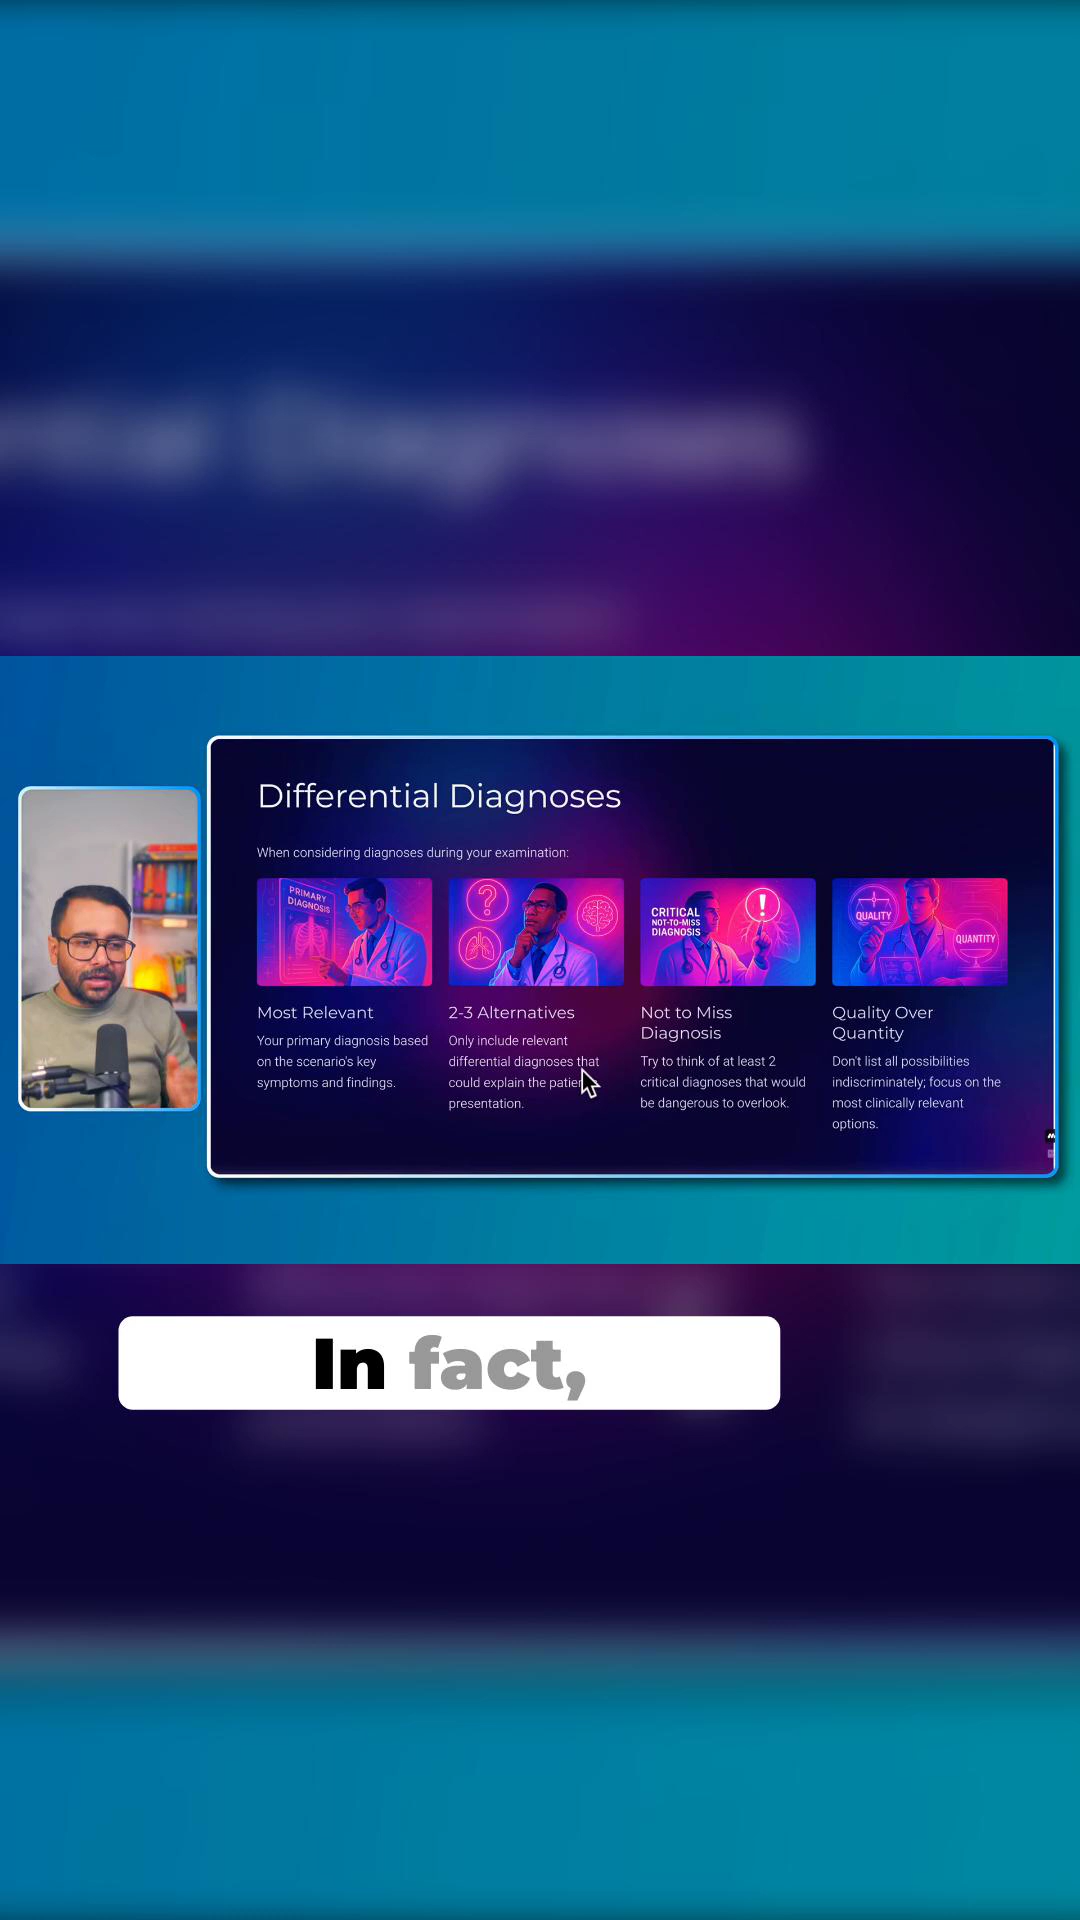 Differential Diagnoses
When considering diagnoses during your examination:
PRIMARY
DIAGNOSIS
?
CRITICAL
NOT-TO-MISS
DIAGNOSIS
!
QUALITY
QUANTITY
Most Relevant
Your primary diagnosis based
on the scenario's key
symptoms and findings.
2-3 Alternatives
Only include relevant
differential diagnoses that
could explain the
presentation.
Not to Miss
Diagnosis
Try to think of at least 2
critical diagnoses that would
be dangerous to overlook.
Quality Over
Quantity
Don't list all possibilities
indiscriminately; focus on the
most clinically relevant
options.
In fact,